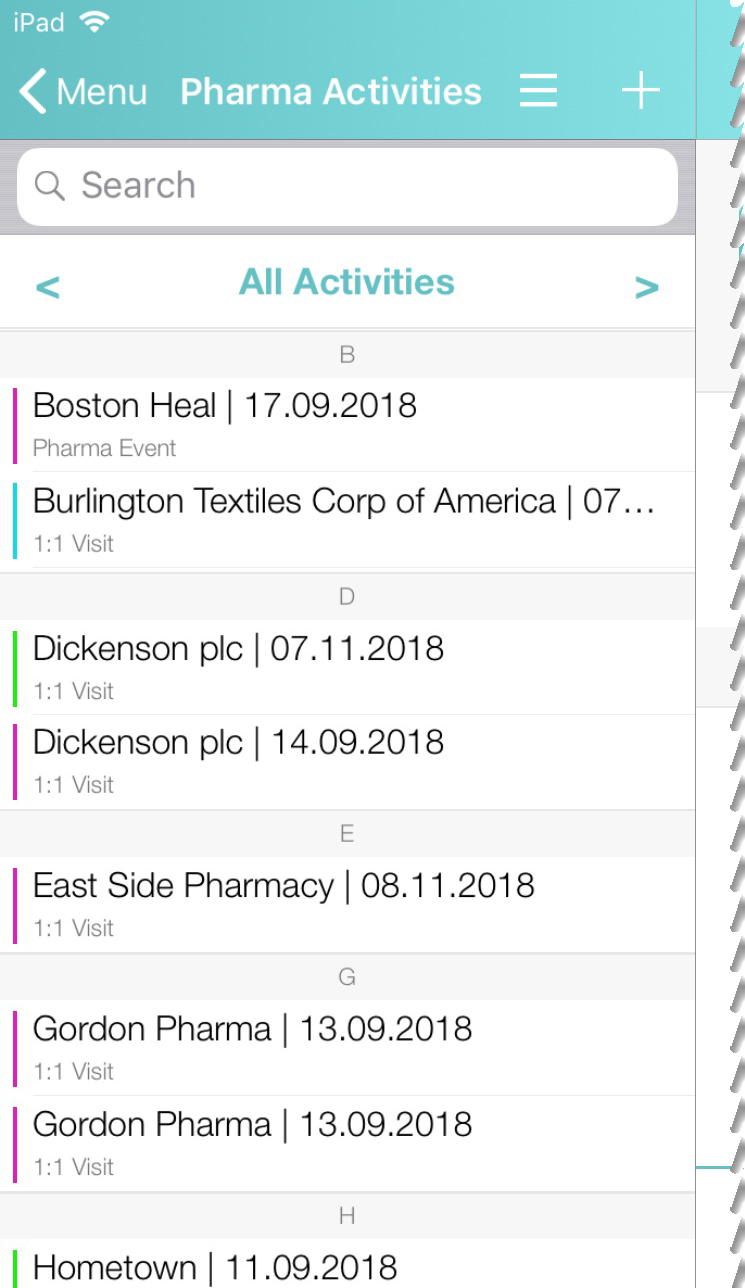 iPad
Menu Pharma Activities
Search
< All Activities >
B
Boston Heal | 17.09.2018
Pharma Event
Burlington Textiles Corp of America | 07...
1:1 Visit
D
Dickenson plc | 07.11.2018
1:1 Visit
Dickenson plc | 14.09.2018
1:1 Visit
E
East Side Pharmacy | 08.11.2018
1:1 Visit
G
Gordon Pharma | 13.09.2018
1:1 Visit
Gordon Pharma | 13.09.2018
1:1 Visit
H
Hometown | 11.09.2018